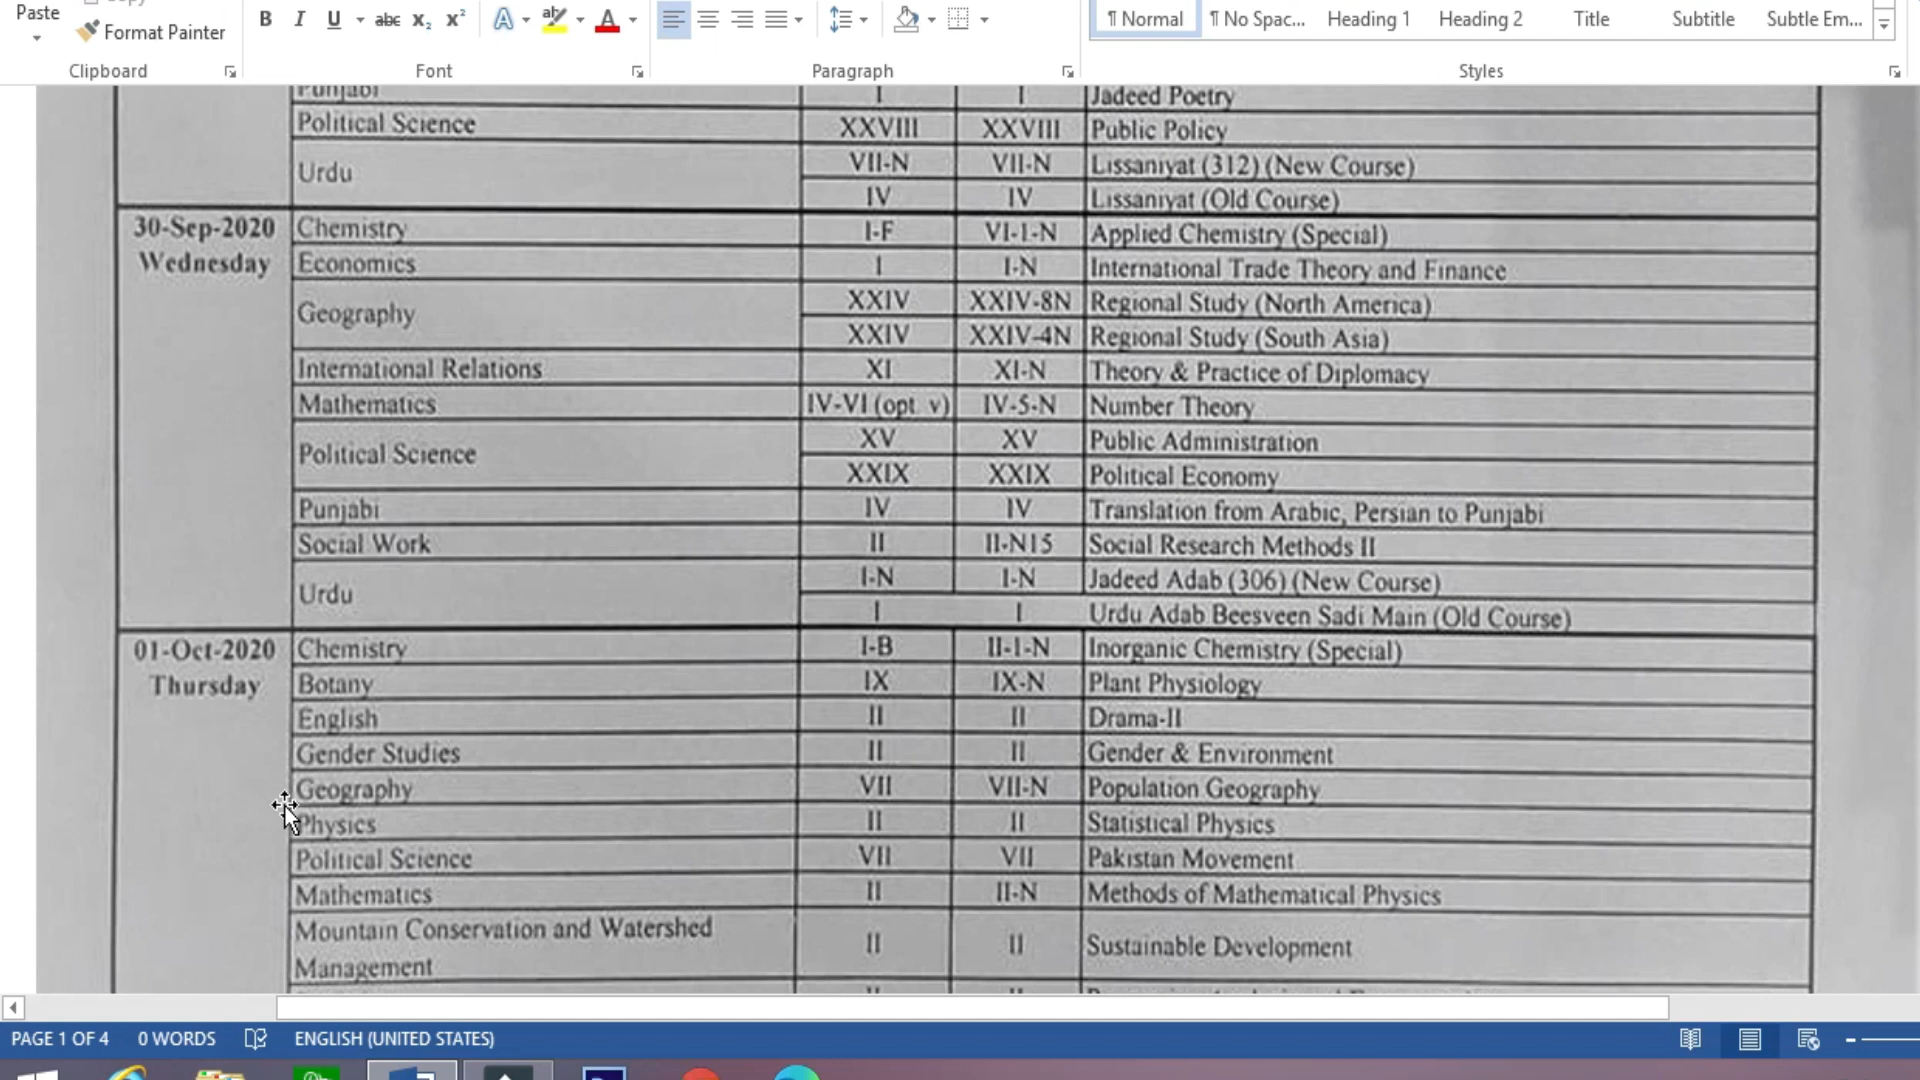 Paste
Format Painter
B I U abc x₂ x² A A
¶ Normal ¶ No Spac... Heading 1 Heading 2 Title Subtitle Subtle Em...
Clipboard Font Paragraph Styles
Punjabi I I Jadeed Poetry
Political Science XXVIII XXVIII Public Policy
Urdu VII-N VII-N Lissaniyat (312) (New Course)
IV IV Lissaniyat (Old Course)
30-Sep-2020 Chemistry I-F VI-1-N Applied Chemistry (Special)
Wednesday Economics I I-N International Trade Theory and Finance
Geography XXIV XXIV-8N Regional Study (North America)
XXIV XXIV-4N Regional Study (South Asia)
International Relations XI XI-N Theory & Practice of Diplomacy
Mathematics IV-VI (opt. v) IV-5-N Number Theory
Political Science XV XV Public Administration
XXIX XXIX Political Economy
Punjabi IV IV Translation from Arabic, Persian to Punjabi
Social Work II II-N15 Social Research Methods II
Urdu I-N I-N Jadeed Adab (306) (New Course)
I I Urdu Adab Beesveen Sadi Main (Old Course)
01-Oct-2020 Chemistry I-B II-1-N Inorganic Chemistry (Special)
Thursday Botany IX IX-N Plant Physiology
English II II Drama-II
Gender Studies II II Gender & Environment
Geography VII VII-N Population Geography
Physics II II Statistical Physics
Political Science VII VII Pakistan Movement
Mathematics II II-N Methods of Mathematical Physics
Mountain Conservation and Watershed
Management II II Sustainable Development
PAGE 1 OF 4 0 WORDS ENGLISH (UNITED STATES)